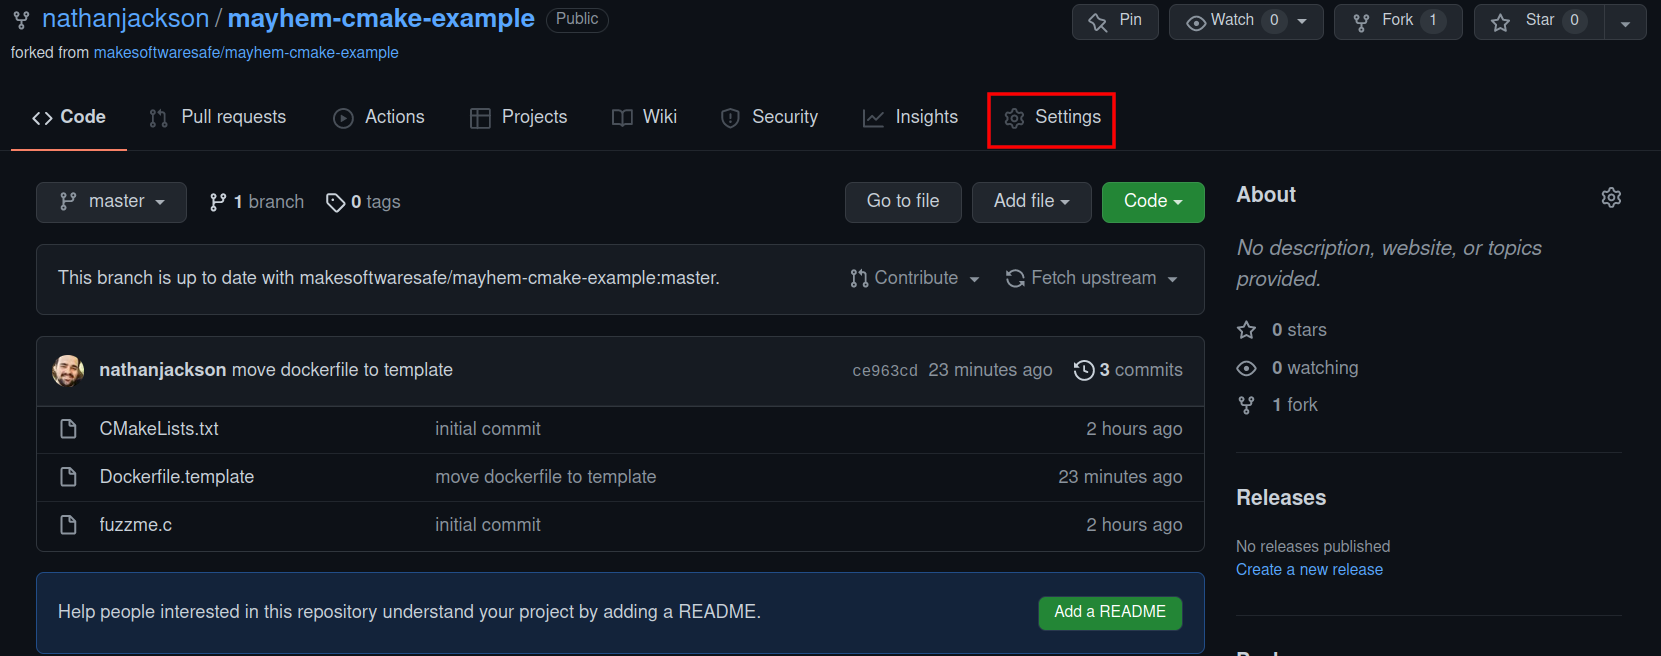 nathanjackson / mayhem-cmake-example Public Pin Watch 0 Fork 1 Star 0
forked from makesoftwaresafe/mayhem-cmake-example
Code Pull requests Actions Projects Wiki Security Insights Settings
master 1 branch 0 tags Go to file Add file Code
About
This branch is up to date with makesoftwaresafe/mayhem-cmake-example:master. Contribute Fetch upstream
No description, website, or topics
provided.
0 stars
0 watching
1 fork
nathanjackson move dockerfile to template ce963cd 23 minutes ago 3 commits
CMakeLists.txt initial commit 2 hours ago
Dockerfile.template move dockerfile to template 23 minutes ago
fuzzme.c initial commit 2 hours ago
Releases
No releases published
Create a new release
Help people interested in this repository understand your project by adding a README. Add a README